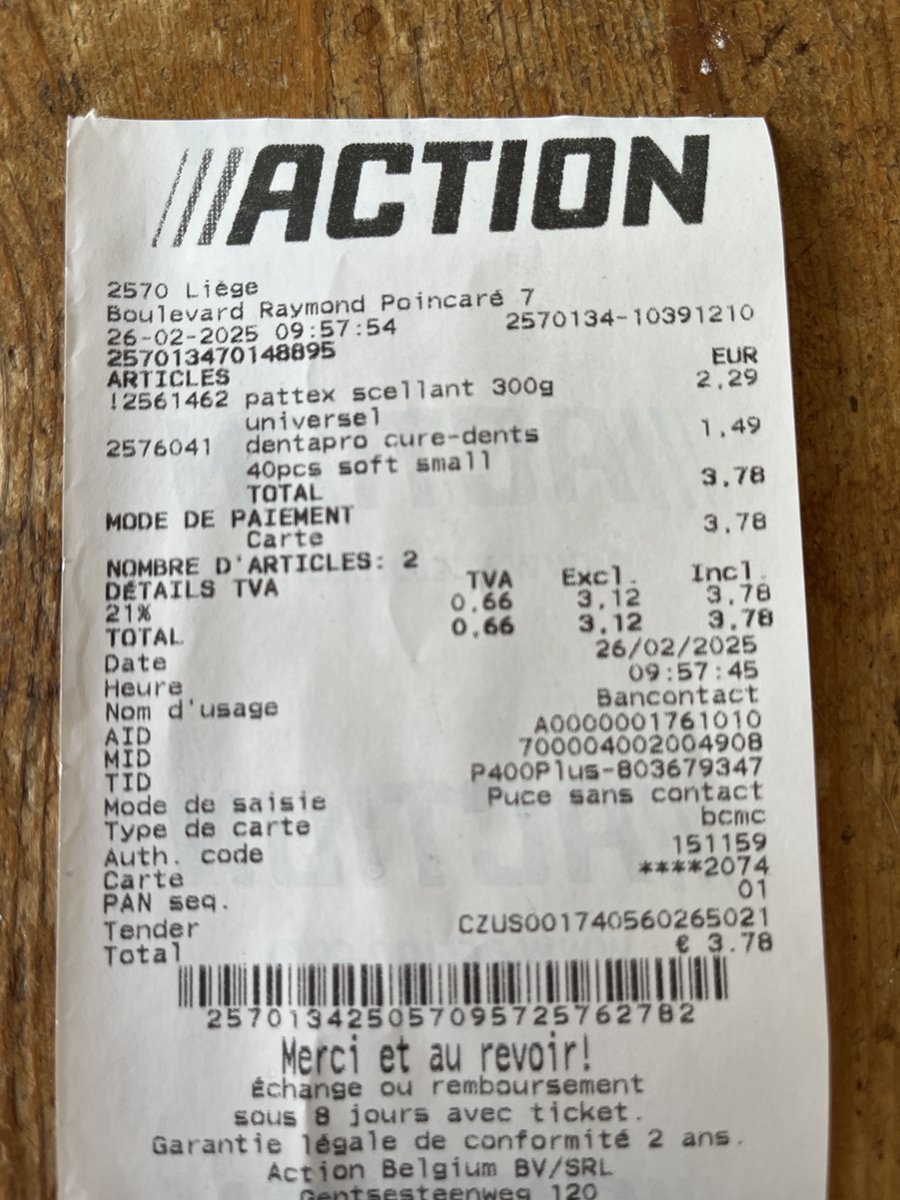 ACTION
2570 Liège
Boulevard Raymond Poincaré 7
26-02-2025 09:57:54 2570134-10391210
257013470148895
ARTICLES EUR
!2561462 pattex scellant 300g 2,29
universel
2576041 dentapro cure-dents 1,49
40pcs soft small
TOTAL 3,78
MODE DE PAIEMENT
Carte 3,78
NOMBRE D'ARTICLES: 2
DÉTAILS TVA TVA Excl. Incl.
21% 0,66 3,12 3,78
TOTAL 0,66 3,12 3,78
Date 26/02/2025
Heure 09:57:45
Nom d'usage Bancontact
AID A0000001761010
MID 700004002004908
TID P400Plus-803679347
Mode de saisie Puce sans contact
Type de carte bcmc
Auth. code 151159
Carte ****2074
PAN seq. 01
Tender CZUS001740560265021
Total € 3.78
2570134250570957257627​82
Merci et au revoir!
Échange ou remboursement
sous 8 jours avec ticket.
Garantie légale de conformité 2 ans.
Action Belgium BV/SRL
Gentsesteenweg 120